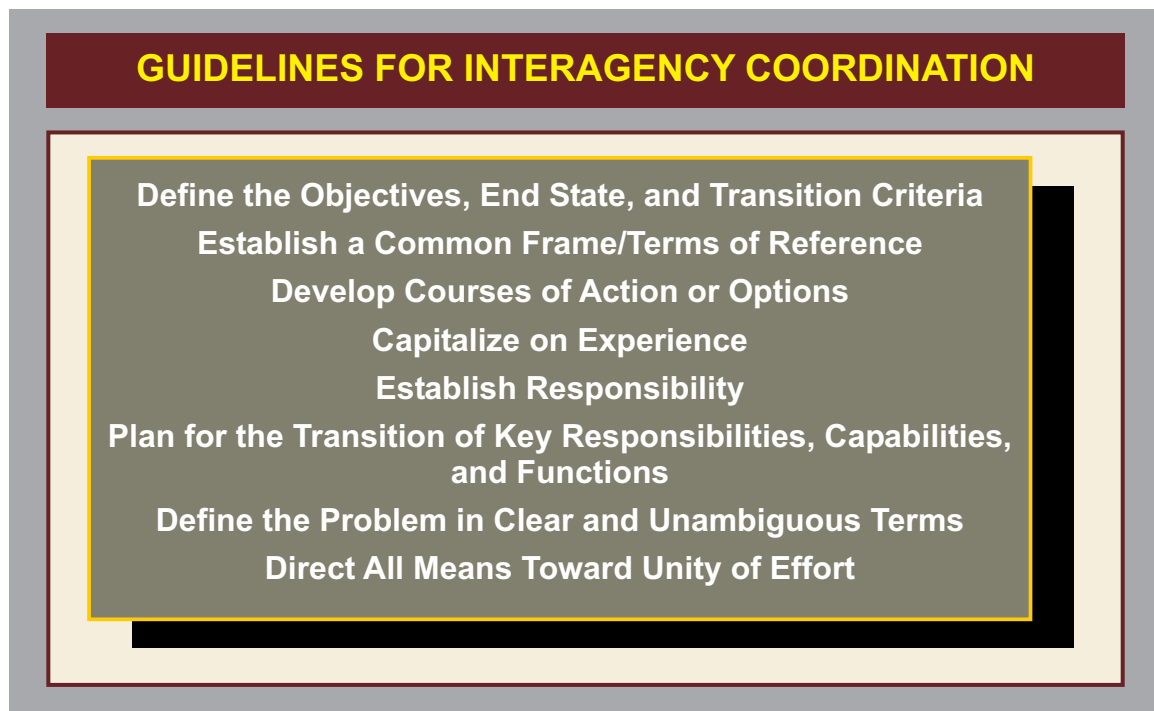 GUIDELINES FOR INTERAGENCY COORDINATION
Define the Objectives, End State, and Transition Criteria
Establish a Common Frame/Terms of Reference
Develop Courses of Action or Options
Capitalize on Experience
Establish Responsibility
Plan for the Transition of Key Responsibilities, Capabilities,
and Functions
Define the Problem in Clear and Unambiguous Terms
Direct All Means Toward Unity of Effort